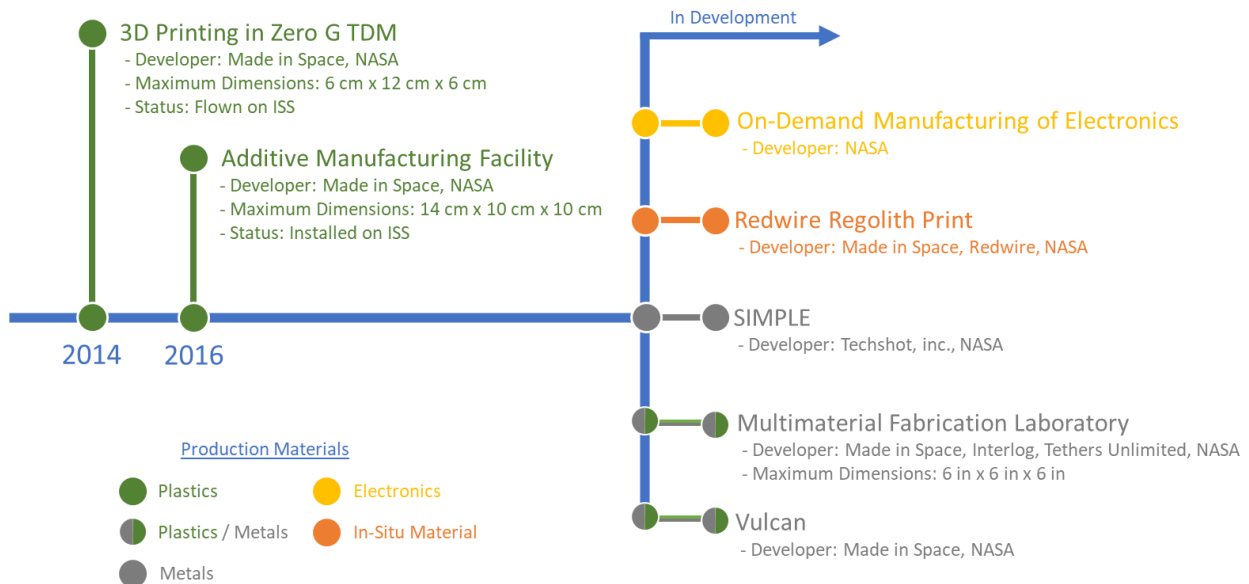 3D Printing in Zero G TDM
- Developer: Made in Space, NASA
- Maximum Dimensions: 6 cm x 12 cm x 6 cm
- Status: Flown on ISS
Additive Manufacturing Facility
- Developer: Made in Space, NASA
- Maximum Dimensions: 14 cm x 10 cm x 10 cm
- Status: Installed on ISS
2014
2016
In Development
On-Demand Manufacturing of Electronics
- Developer: NASA
Redwire Regolith Print
- Developer: Made in Space, Redwire, NASA
SIMPLE
- Developer: Techshot, inc., NASA
Multimaterial Fabrication Laboratory
- Developer: Made in Space, Interlog, Tethers Unlimited, NASA
- Maximum Dimensions: 6 in x 6 in x 6 in
Vulcan
- Developer: Made in Space, NASA
Production Materials
Plastics
Electronics
Plastics / Metals
In-Situ Material
Metals